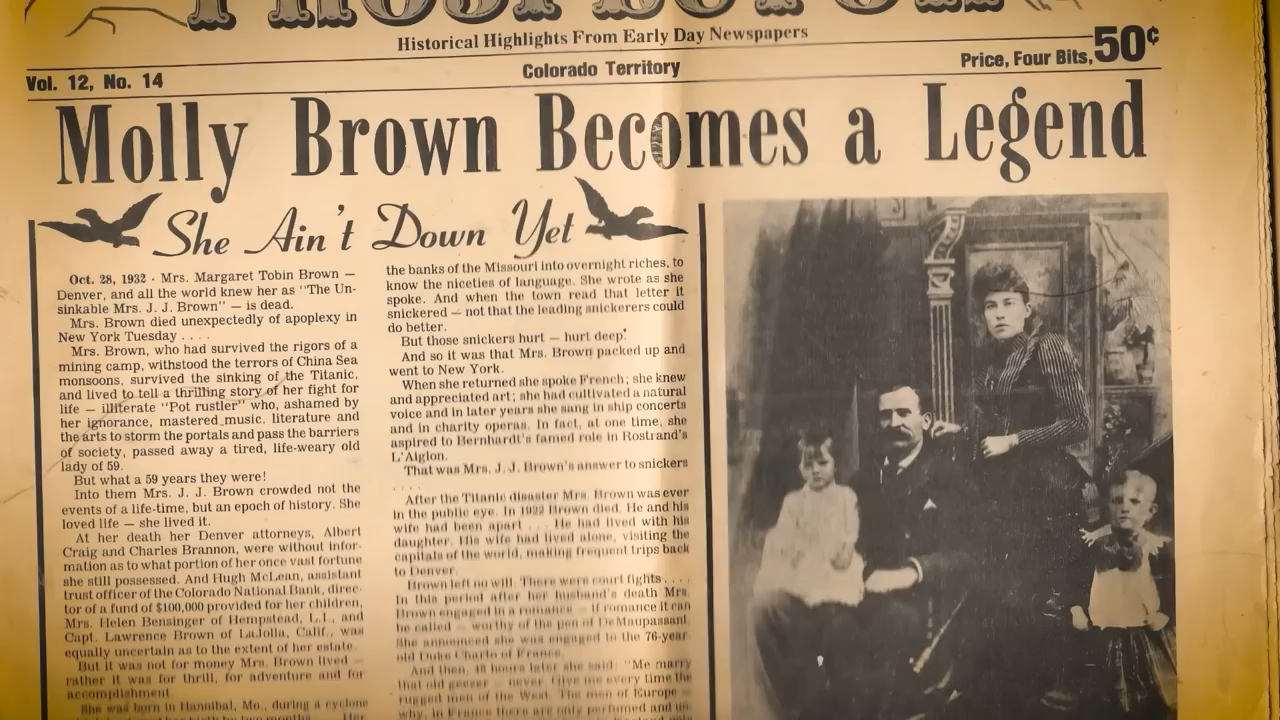 Historical Highlights From Early Day Newspapers
Vol. 12, No. 14
Colorado Territory
Price, Four Bits, 50¢
Molly Brown Becomes a Legend
She Ain't Down Yet
Oct. 28, 1932 - Mrs. Margaret Tobin Brown —
Denver, and all the world knew her as "The Un-
sinkable Mrs. J. J. Brown" — is dead.
Mrs. Brown died unexpectedly of apoplexy in
New York Tuesday . . . .
Mrs. Brown, who had survived the rigors of a
mining camp, withstood the terrors of China Sea
monsoons, survived the sinking of the Titanic,
and lived to tell a thrilling story of her fight for
life — illiterate "Pot rustler" who, ashamed by
her ignorance, mastered music, literature and
the arts to storm the portals and pass the barriers
of society, passed away a tired, life-weary old
lady of 59.
But what a 59 years they were!
Into them Mrs. J. J. Brown crowded not the
events of a life-time, but an epoch of history. She
loved life — she lived it.
At her death her Denver attorneys, Albert
Craig and Charles Brannon, were without infor-
mation as to what portion of her once vast fortune
she still possessed. And Hugh McLean, assistant
trust officer of the Colorado National Bank, direc-
tor of a fund of $100,000 provided for her children,
Mrs. Helen Bensinger of Hempstead, L.I., and
Capt. Lawrence Brown of LaJolla, Calif., was
equally uncertain as to the extent of her estate.
But it was not for money Mrs. Brown lived —
rather it was for thrill, for adventure and for
accomplishment.
She was born in Hannibal, Mo., during a cyclone
the banks of the Missouri into overnight riches, to
know the niceties of language. She wrote as she
spoke. And when the town read that letter it
snickered — not that the leading snickerers could
do better.
But those snickers hurt — hurt deep.
And so it was that Mrs. Brown packed up and
went to New York.
When she returned she spoke French; she knew
and appreciated art; she had cultivated a natural
voice and in later years she sang in ship concerts
and in charity operas. In fact, at one time, she
aspired to Bernhardt's famed role in Rostrand's
L'Aiglon.
That was Mrs. J. J. Brown's answer to snickers
. . . .
After the Titanic disaster Mrs. Brown was ever
in the public eye. In 1922 Brown died. He and his
wife had been apart . . . He had lived with his
daughter. His wife had lived alone, visiting the
capitals of the world, making frequent trips back
to Denver.
Brown left no will. There were court fights . . . .
In this period after her husband's death Mrs.
Brown engaged in a romance — if romance it can
be called — worthy of the pen of DeMaupassant.
She announced she was engaged to the 76-year-
old Duke Charto of France.
And then, 48 hours later she said: "Me marry
that old geezer — never. Give me every time the
rugged men of the West. The men of Europe —
why, in France there are only perfumed and un-